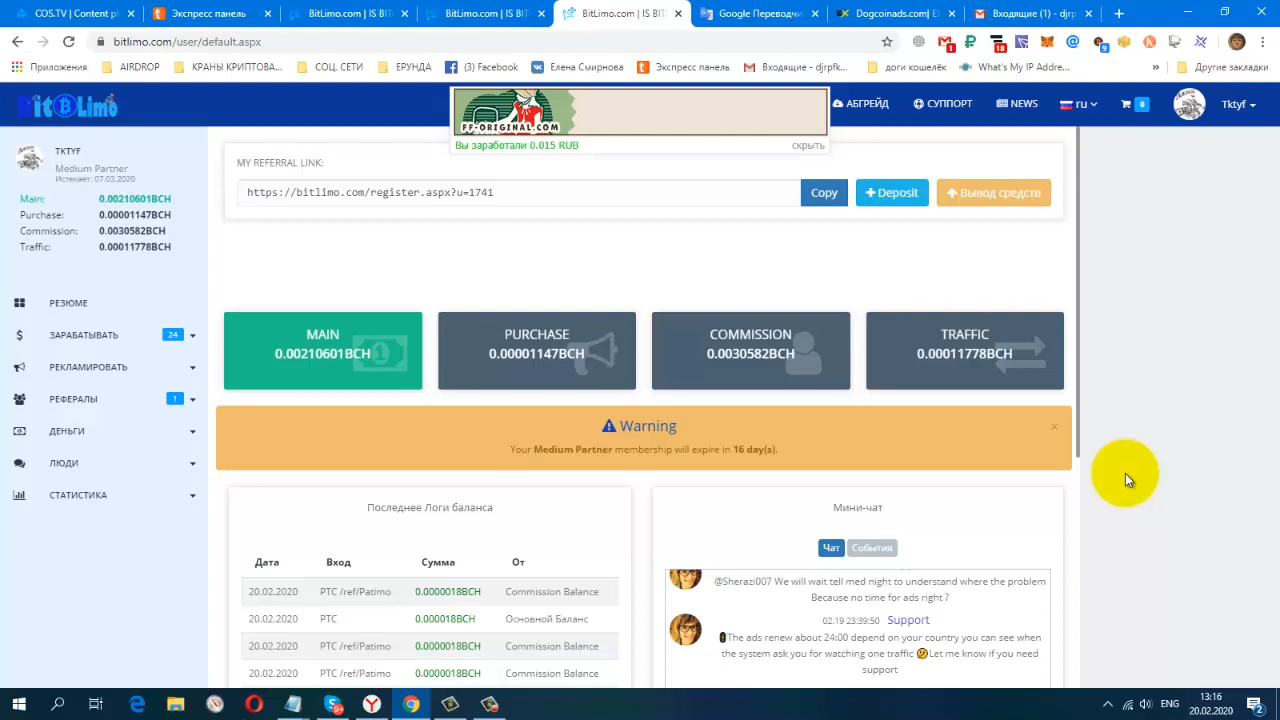 COS.TV | Content pl
Экспресс панель
BitLimo.com | IS BIT
BitLimo.com | IS BIT
BitLimo.com | IS BIT
Google Переводчи
Dogcoinads.com| E
Входящие (1) - djrp
bitlimo.com/user/default.aspx
1
18
9
Приложения
AIRDROP
КРАНЫ КРИПТОВА...
СОЦ. СЕТИ
ЕРУНДА
(3) Facebook
Елена Смирнова
Экспресс панель
Входящие - djrpfk...
доги кошелёк
What's My IP Addre...
»
Другие закладки
BitLimo
FF-ORIGINAL.COM
Вы заработали 0.015 RUB
скрыть
АБГРЕЙД
СУППОРТ
NEWS
ru
0
Tktyf
TKTYF
Medium Partner
Истекает: 07.03.2020
Main: 0.00210601BCH
Purchase: 0.00001147BCH
Commission: 0.0030582BCH
Traffic: 0.00011778BCH
РЕЗЮМЕ
ЗАРАБАТЫВАТЬ 24
РЕКЛАМИРОВАТЬ
РЕФЕРАЛЫ 1
ДЕНЬГИ
ЛЮДИ
СТАТИСТИКА
MY REFERRAL LINK:
https://bitlimo.com/register.aspx?u=1741
Copy
Deposit
Вывод средств
MAIN
0.00210601BCH
PURCHASE
0.00001147BCH
COMMISSION
0.0030582BCH
TRAFFIC
0.00011778BCH
Warning
×
Your Medium Partner membership will expire in 16 day(s).
Последнее Логи баланса
Дата Вход Сумма От
20.02.2020 PTC /ref/Patimo 0.0000018BCH Commission Balance
20.02.2020 PTC 0.000018BCH Основной Баланс
20.02.2020 PTC /ref/Patimo 0.0000018BCH Commission Balance
20.02.2020 PTC /ref/Patimo 0.0000018BCH Commission Balance
Мини-чат
Чат
События
@Sherazi007 We will wait tell med night to understand where the problem
Because no time for ads right ?
02.19 23:39:50 Support
The ads renew about 24:00 depend on your country you can see when
the system ask you for watching one traffic Let me know if you need
support
ENG
13:16
20.02.2020
2